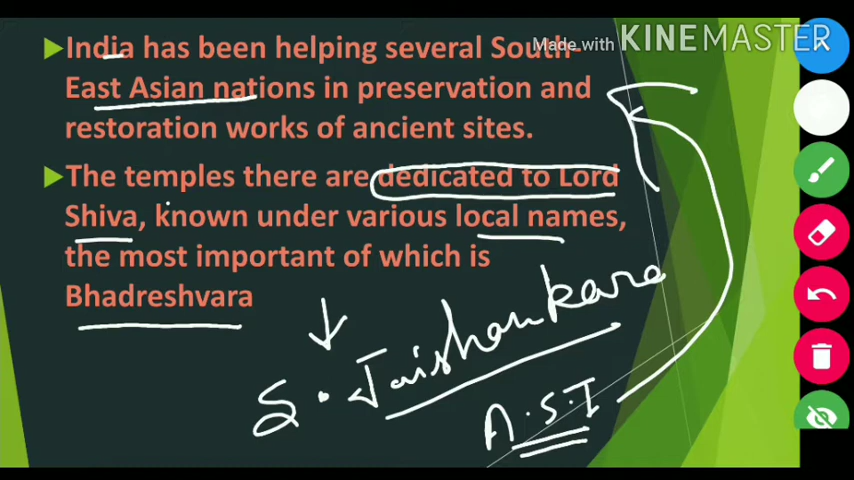 Made with KINEMASTER
India has been helping several South-
East Asian nations in preservation and
restoration works of ancient sites.
The temples there are dedicated to Lord
Shiva, known under various local names,
the most important of which is
Bhadreshvara
S. Jaishankara
A.S.I